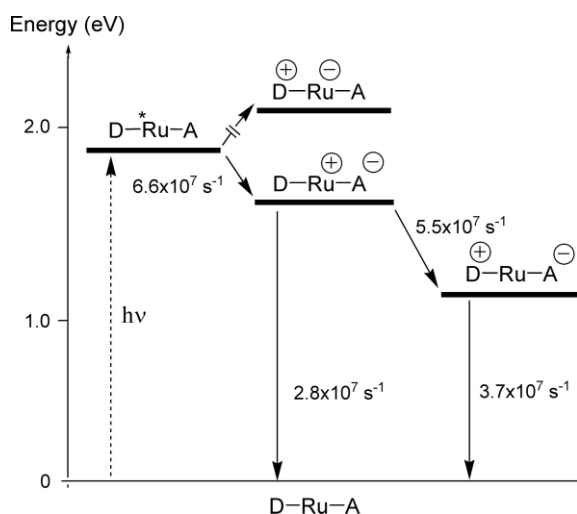 Energy (eV)
⊕ ⊖
D—Ru—A
*
D—Ru—A
2.0
⊕ ⊖
D—Ru—A
6.6x10⁷ s⁻¹
5.5x10⁷ s⁻¹
⊕ ⊖
D—Ru—A
1.0
hν
2.8x10⁷ s⁻¹
3.7x10⁷ s⁻¹
0
D—Ru—A